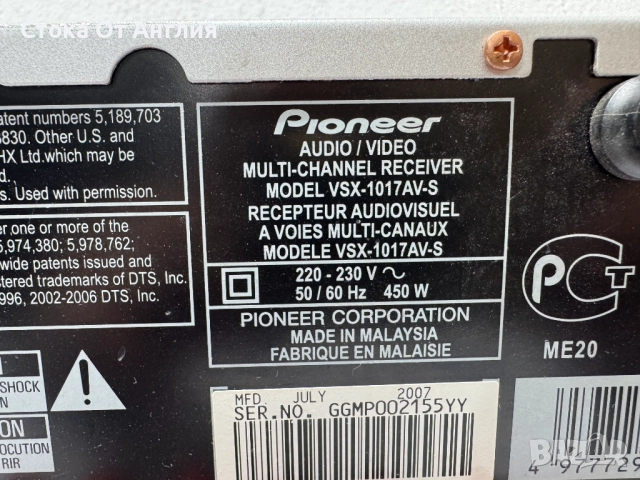 Стока От Англия
atent numbers 5,189,703
6830. Other U.S. and
HX Ltd.which may be
d.
s. Used with permission.
er one or more of the
5,974,380; 5,978,762;
wide patents issued and
stered trademarks of DTS, Inc.
996, 2002-2006 DTS, Inc.
Pioneer
AUDIO / VIDEO
MULTI-CHANNEL RECEIVER
MODEL VSX-1017AV-S
RECEPTEUR AUDIOVISUEL
A VOIES MULTI-CANAUX
MODELE VSX-1017AV-S
220 - 230 V ~
50 / 60 Hz 450 W
PIONEER CORPORATION
MADE IN MALAYSIA
FABRIQUE EN MALAISIE
PCT
ME20
SHOCK
EN
ON
OCUTION
RIR
MFD. JULY 2007
SER.NO. GGMP002155YY
4 977729